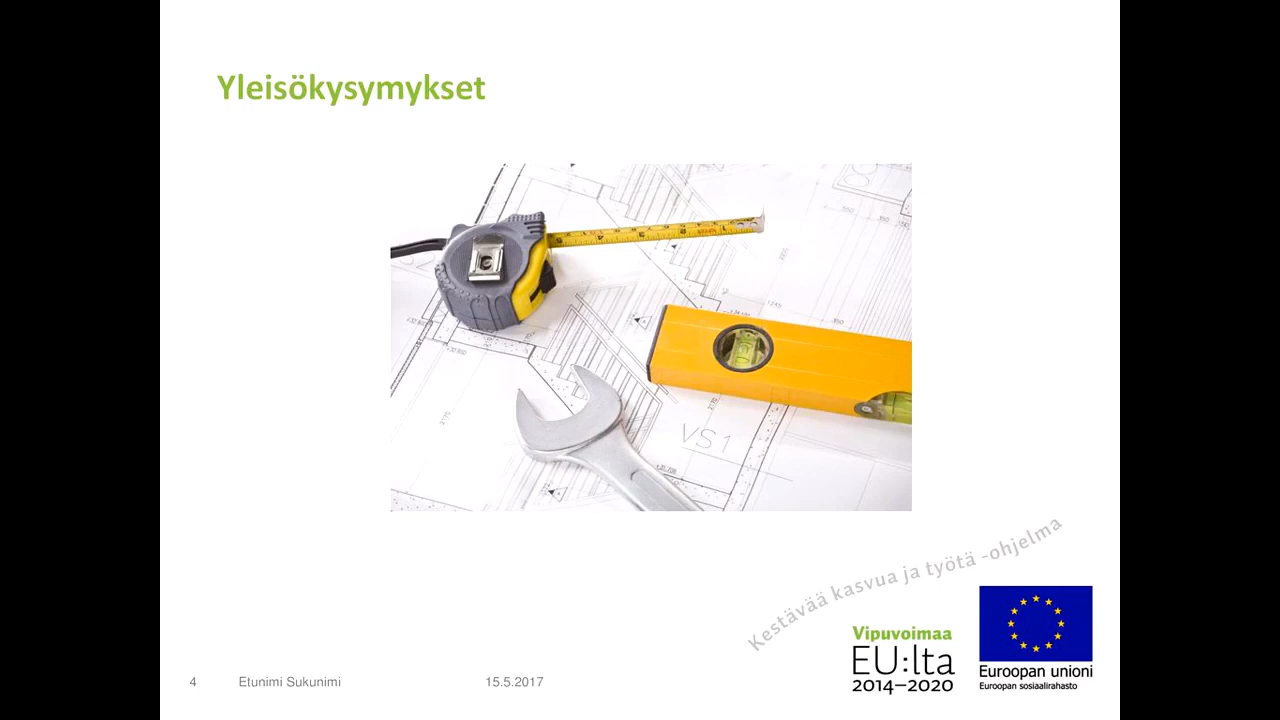 Yleisökysymykset
VS1
Kestävää kasvua ja työtä -ohjelma
Vipuvoimaa
EU:lta
2014–2020
Euroopan unioni
Euroopan sosiaalirahasto
4 Etunimi Sukunimi 15.5.2017